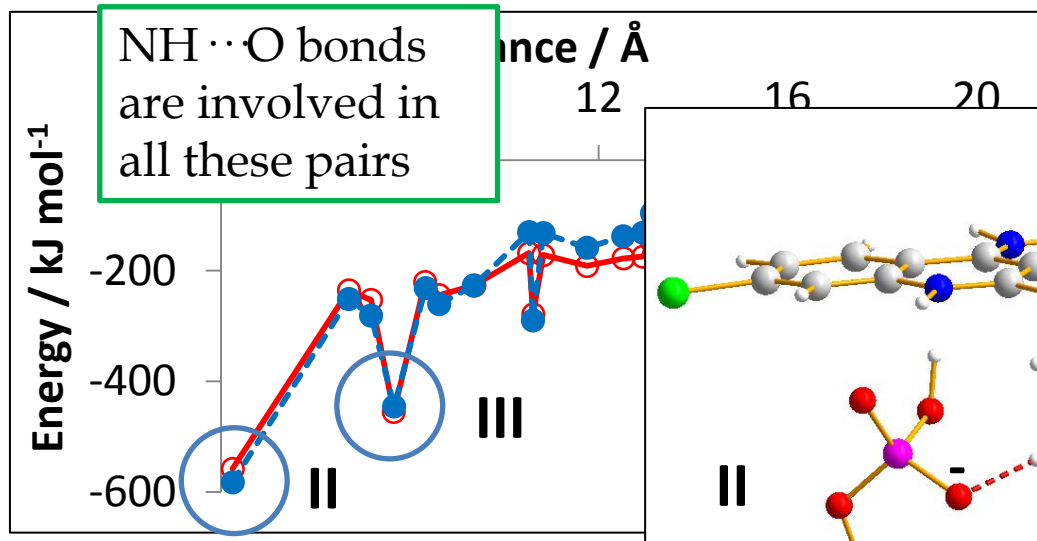 NH ···O bonds
are involved in
all these pairs
/ Å
12 16 20
Energy / kJ mol-1
-200
-400
-600
II
III
II
-